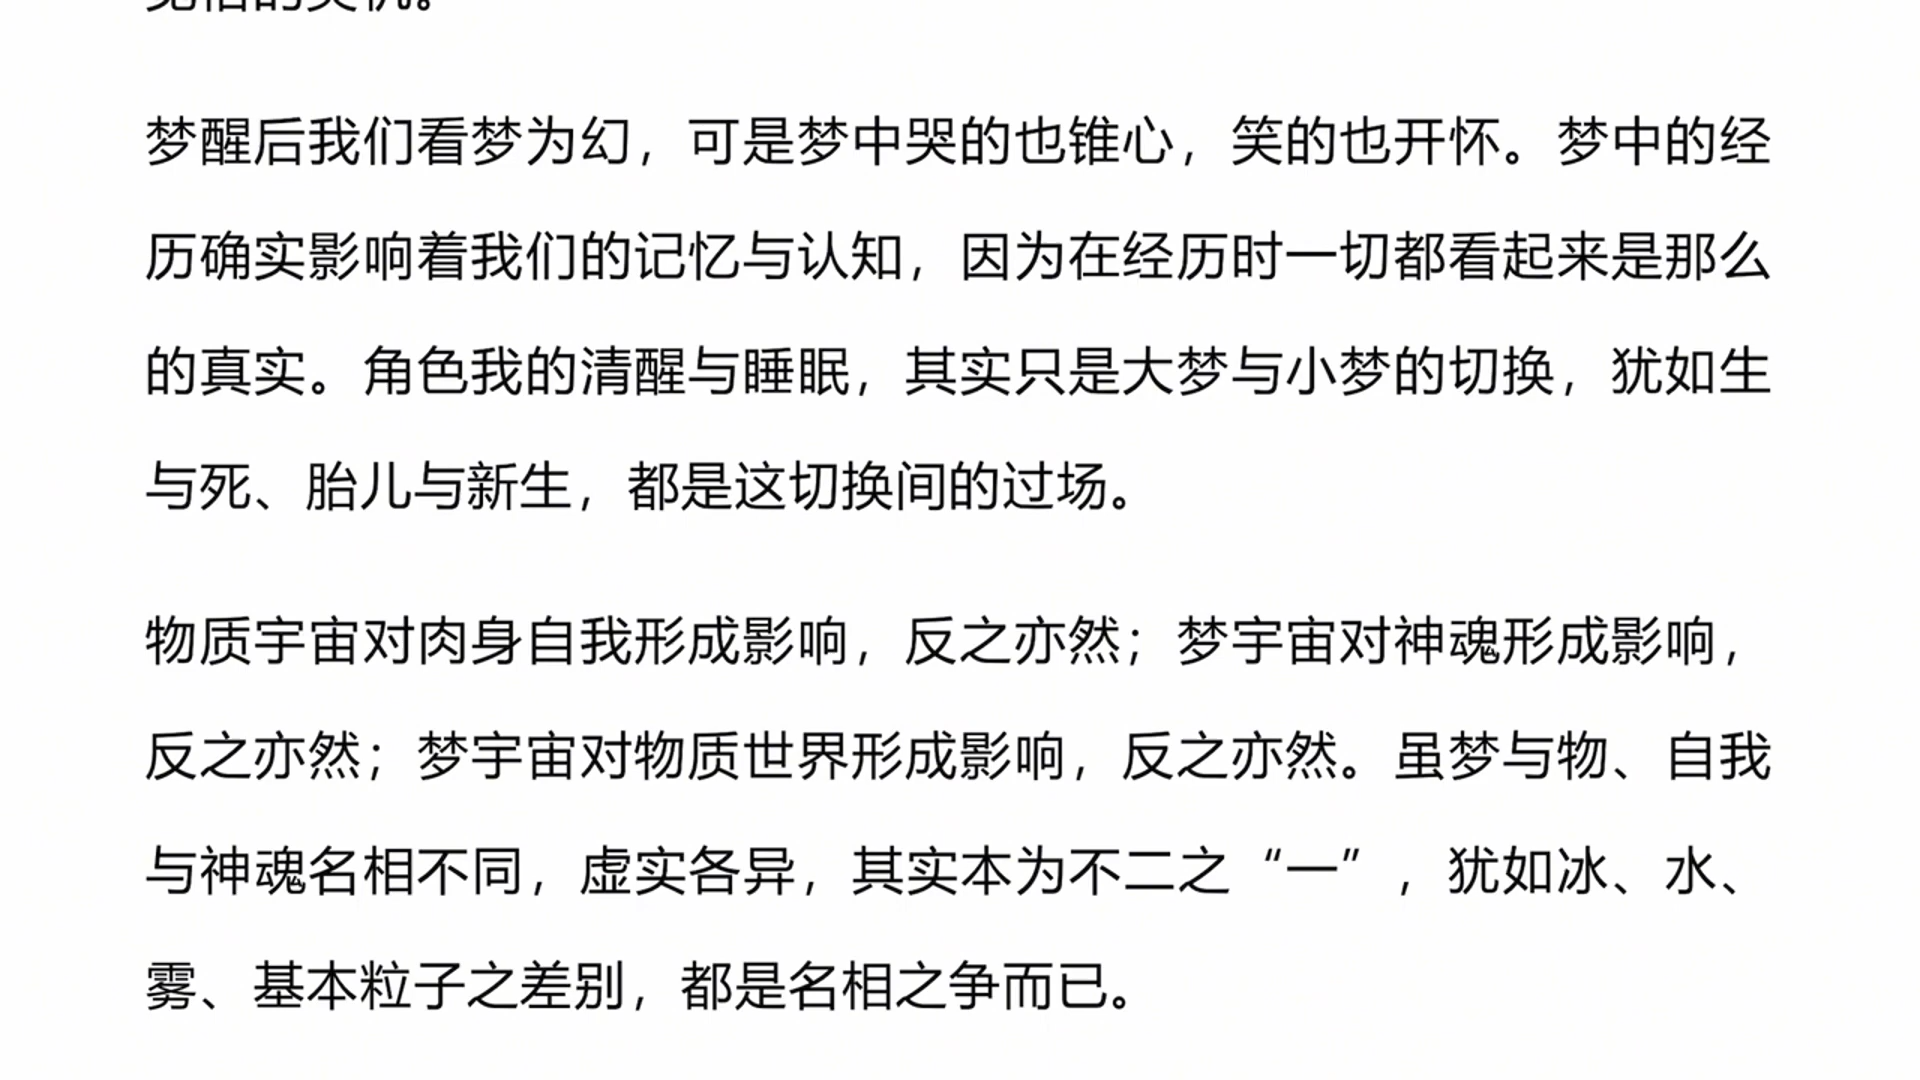 梦醒后我们看梦为幻，可是梦中哭的也锥心，笑的也开怀。梦中的经
历确实影响着我们的记忆与认知，因为在经历时一切都看起来是那么
的真实。角色我的清醒与睡眠，其实只是大梦与小梦的切换，犹如生
与死、胎儿与新生，都是这切换间的过场。
物质宇宙对肉身自我形成影响，反之亦然；梦宇宙对神魂形成影响，
反之亦然；梦宇宙对物质世界形成影响，反之亦然。虽梦与物、自我
与神魂名相不同，虚实各异，其实本为不二之“一”，犹如冰、水、
雾、基本粒子之差别，都是名相之争而已。